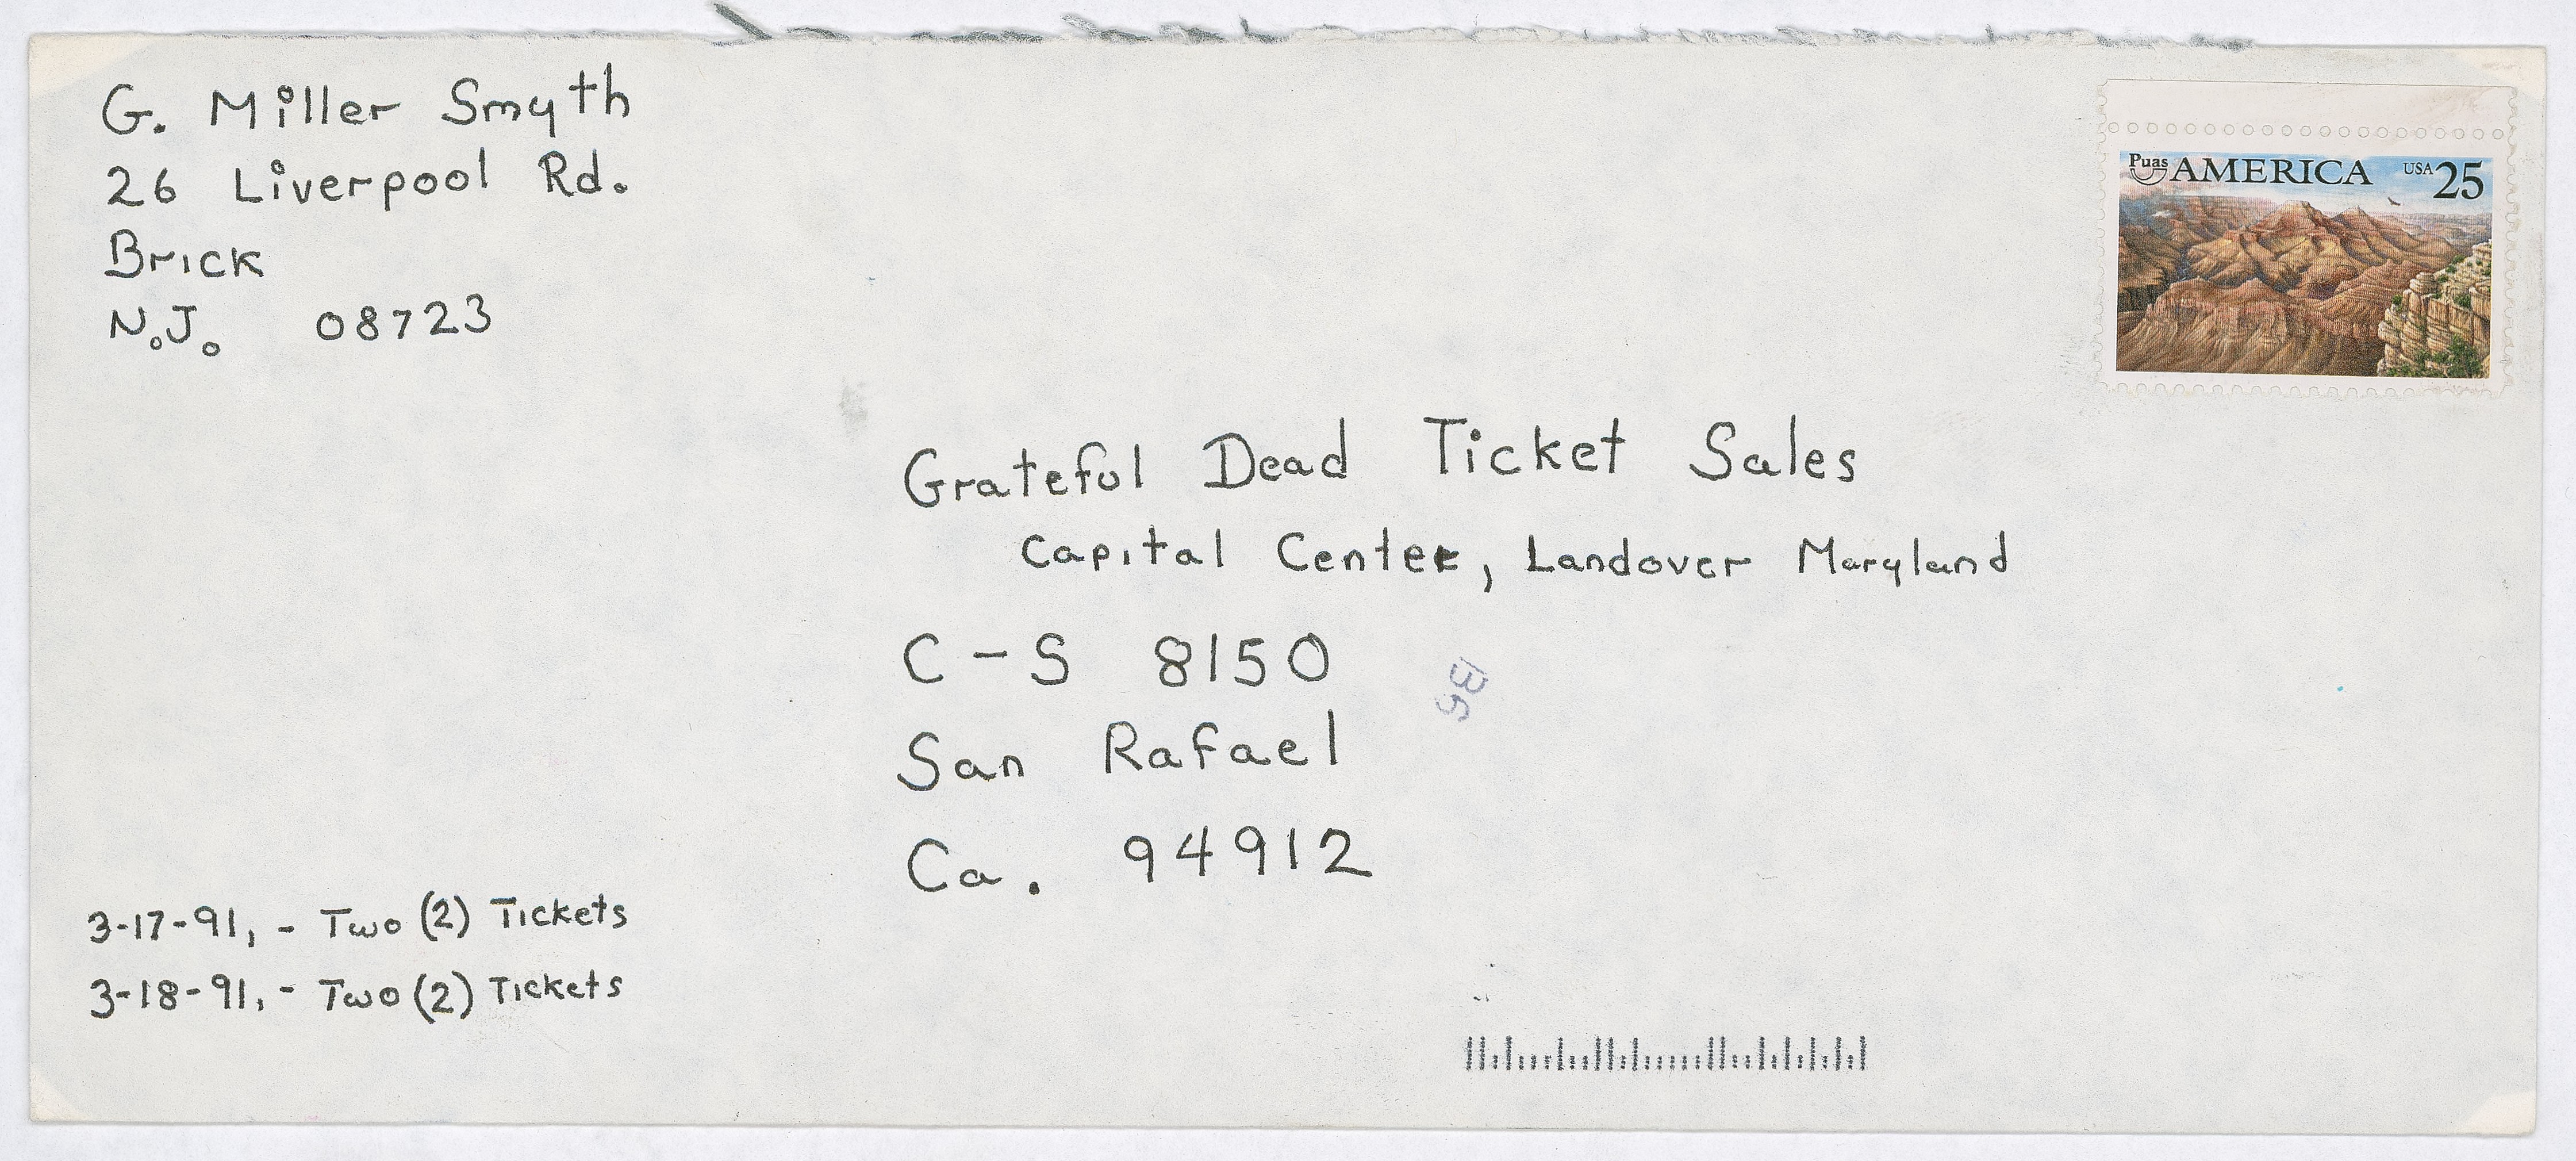 G. Miller Smyth
26 Liverpool Rd.
Brick
N.J. 08723
Puas AMERICA USA 25
Grateful Dead Ticket Sales
Capital Center, Landover Maryland
C-S 8150
San Rafael
Ca. 94912
3-17-91, - Two (2) Tickets
3-18-91, - Two (2) Tickets